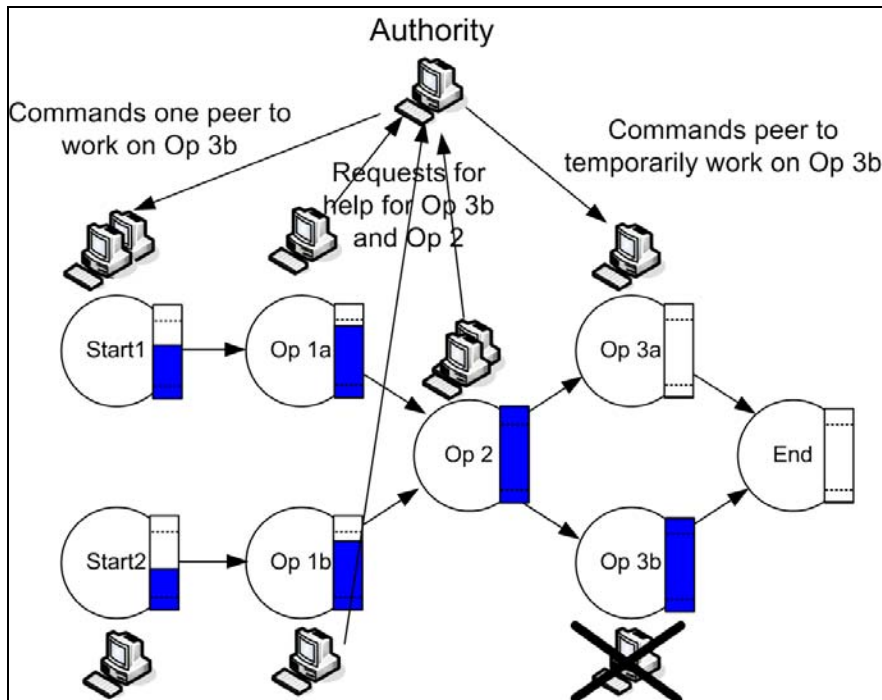 Authority
Commands one peer to
work on Op 3b
Commands peer to
temporarily work on Op 3b
Requests for
help for Op 3b
and Op 2
Start1
Op 1a
Op 3a
Op 2
End
Start2
Op 1b
Op 3b